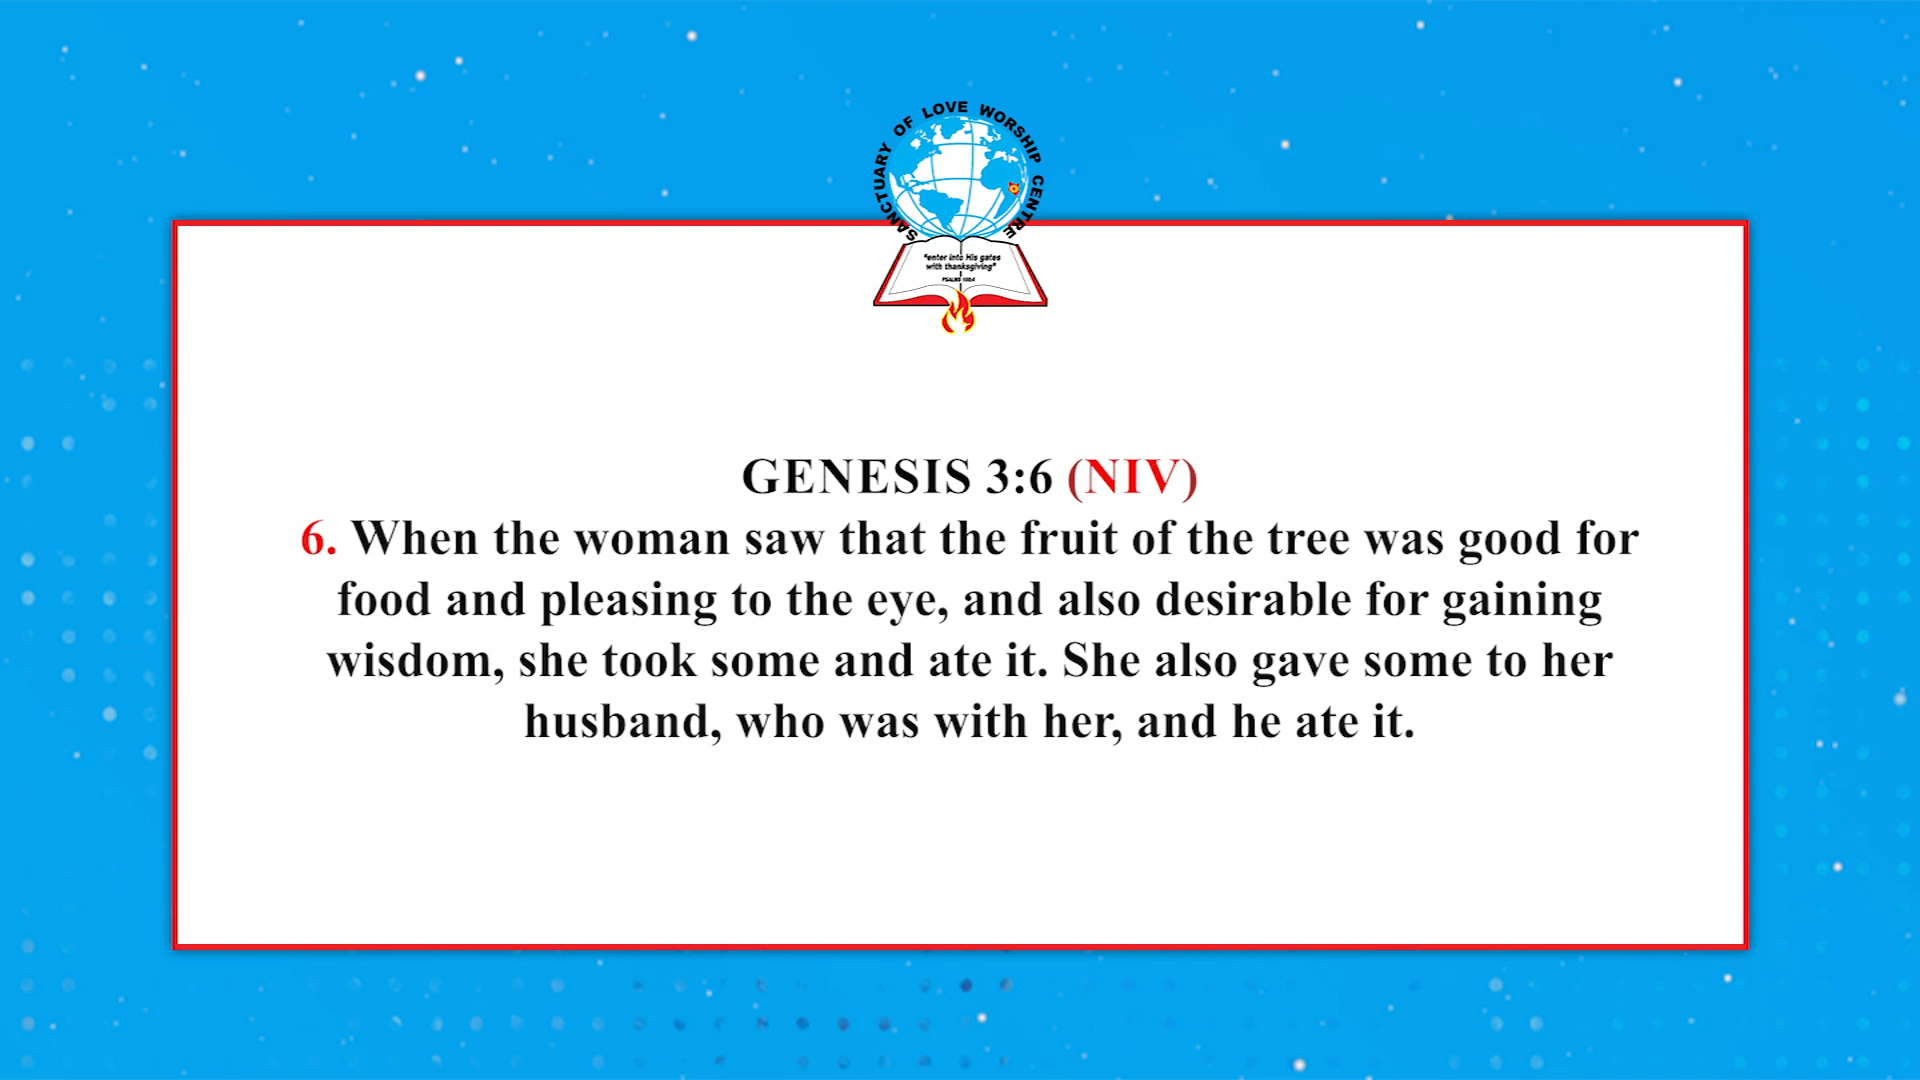 SANCTUARY OF LOVE WORSHIP CENTRE
"enter into His gates
with thanksgiving"
PSALMS 100:4
GENESIS 3:6 (NIV)
6. When the woman saw that the fruit of the tree was good for
food and pleasing to the eye, and also desirable for gaining
wisdom, she took some and ate it. She also gave some to her
husband, who was with her, and he ate it.